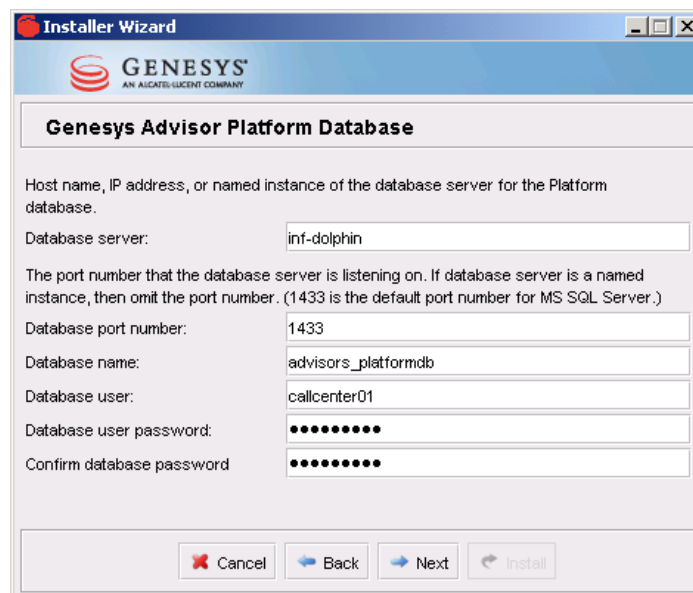 Installer Wizard
GENESYS
AN ALCATEL-LUCENT COMPANY
Genesys Advisor Platform Database
Host name, IP address, or named instance of the database server for the Platform
database.
Database server: inf-dolphin
The port number that the database server is listening on. If database server is a named
instance, then omit the port number. (1433 is the default port number for MS SQL Server.)
Database port number: 1433
Database name: advisors_platformdb
Database user: callcenter01
Database user password: •••••••••
Confirm database password •••••••••
Cancel Back Next Install